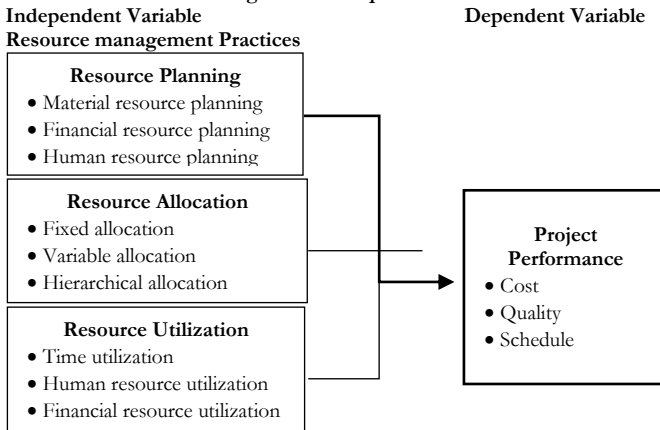 Independent Variable
Dependent Variable
Resource management Practices
Resource Planning
• Material resource planning
• Financial resource planning
• Human resource planning
Resource Allocation
• Fixed allocation
• Variable allocation
• Hierarchical allocation
Resource Utilization
• Time utilization
• Human resource utilization
• Financial resource utilization
Project
Performance
• Cost
• Quality
• Schedule